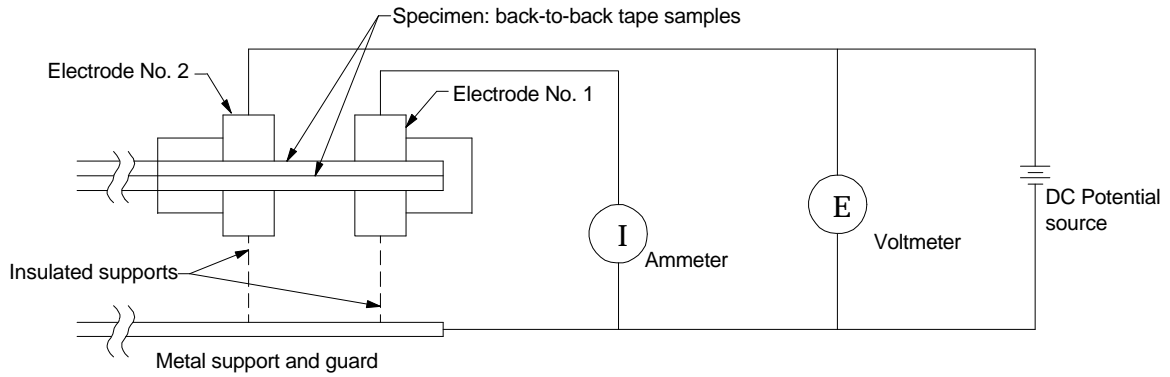 Specimen: back-to-back tape samples
Electrode No. 2
Electrode No. 1
E
DC Potential
source
I
Voltmeter
Ammeter
Insulated supports
Metal support and guard